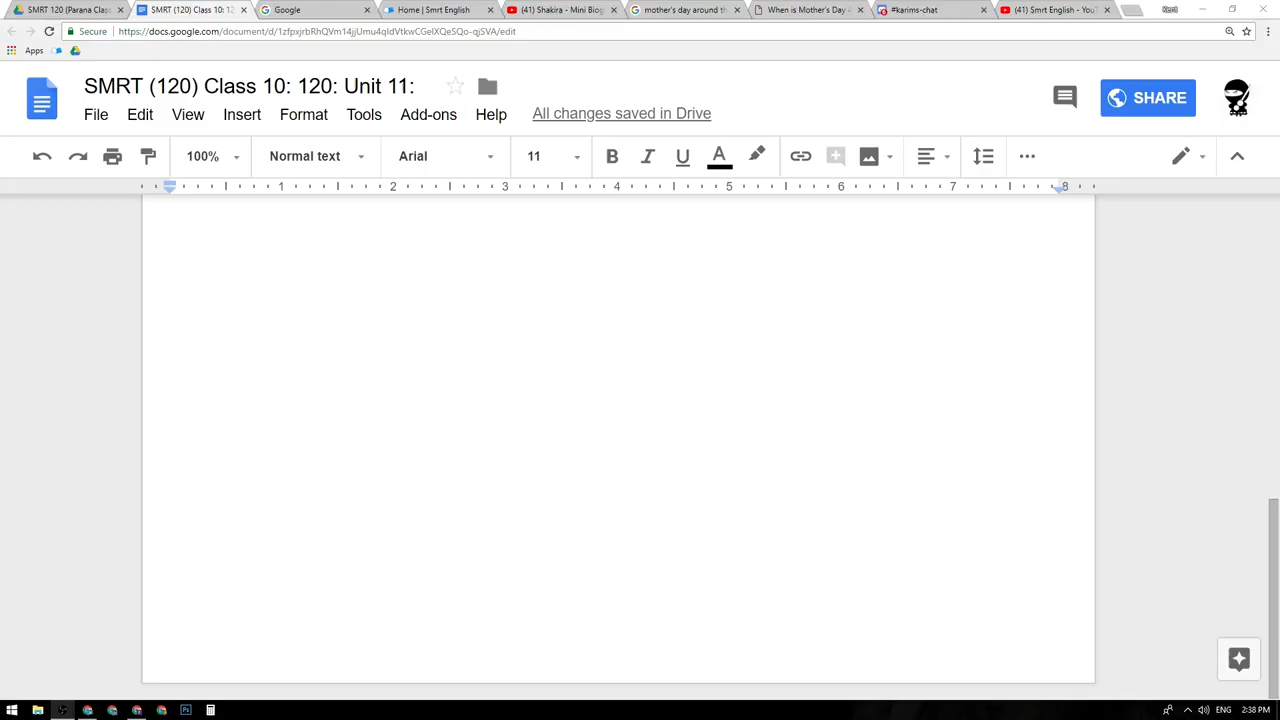 SMRT 120 (Parana Class
SMRT (120) Class 10: 12
Google
Home | Smrt English
(41) Shakira - Mini Biog
mother's day around th
When is Mother's Day
#karims-chat
(41) Smrt English - YouT
Secure
https://docs.google.com/document/d/1zfpxjrbRhQVm14jjUmu4qIdVtkwCGeIXQeSQo-qjSVA/edit
Apps
SMRT (120) Class 10: 120: Unit 11:
File Edit View Insert Format Tools Add-ons Help All changes saved in Drive
SHARE
100% Normal text Arial 11 B I U A
1 2 3 4 5 6 7 8
ENG 2:38 PM